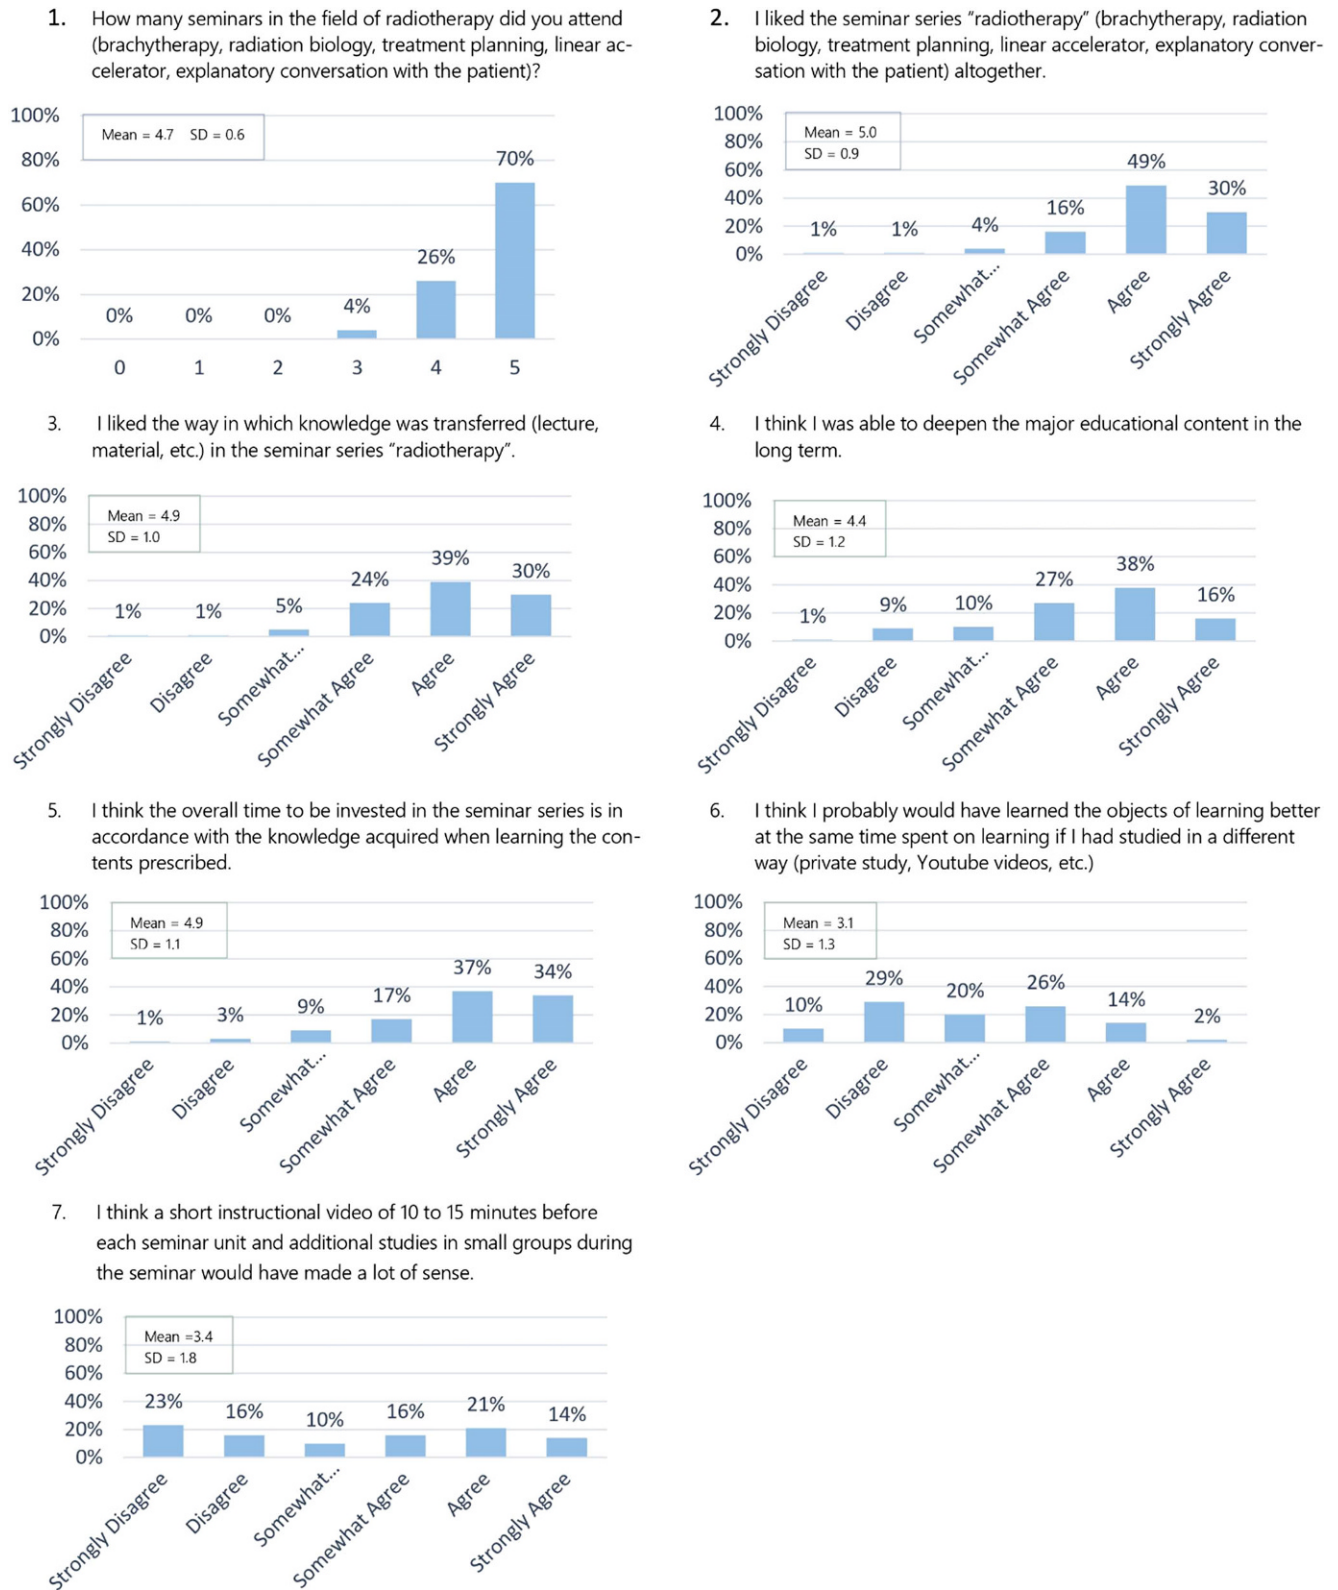 1. How many seminars in the field of radiotherapy did you attend
(brachytherapy, radiation biology, treatment planning, linear ac-
celerator, explanatory conversation with the patient)?
100%
80%
60%
40%
20%
0%
Mean = 4.7 SD = 0.6
0%
0%
0%
4%
26%
70%
0 1 2 3 4 5
2. I liked the seminar series “radiotherapy” (brachytherapy, radiation
biology, treatment planning, linear accelerator, explanatory conver-
sation with the patient) altogether.
100%
80%
60%
40%
20%
0%
Mean = 5.0
SD = 0.9
1%
1%
4%
16%
49%
30%
Strongly Disagree
Disagree
Somewhat...
Somewhat Agree
Agree
Strongly Agree
3. I liked the way in which knowledge was transferred (lecture,
material, etc.) in the seminar series “radiotherapy”.
100%
80%
60%
40%
20%
0%
Mean = 4.9
SD = 1.0
1%
1%
5%
24%
39%
30%
Strongly Disagree
Disagree
Somewhat...
Somewhat Agree
Agree
Strongly Agree
4. I think I was able to deepen the major educational content in the
long term.
100%
80%
60%
40%
20%
0%
Mean = 4.4
SD = 1.2
1%
9%
10%
27%
38%
16%
Strongly Disagree
Disagree
Somewhat...
Somewhat Agree
Agree
Strongly Agree
5. I think the overall time to be invested in the seminar series is in
accordance with the knowledge acquired when learning the con-
tents prescribed.
100%
80%
60%
40%
20%
0%
Mean = 4.9
SD = 1.1
1%
3%
9%
17%
37%
34%
Strongly Disagree
Disagree
Somewhat...
Somewhat Agree
Agree
Strongly Agree
6. I think I probably would have learned the objects of learning better
at the same time spent on learning if I had studied in a different
way (private study, Youtube videos, etc.)
100%
80%
60%
40%
20%
0%
Mean = 3.1
SD = 1.3
10%
29%
20%
26%
14%
2%
Strongly Disagree
Disagree
Somewhat...
Somewhat Agree
Agree
Strongly Agree
7. I think a short instructional video of 10 to 15 minutes before
each seminar unit and additional studies in small groups during
the seminar would have made a lot of sense.
100%
80%
60%
40%
20%
0%
Mean =3.4
SD = 1.8
23%
16%
10%
16%
21%
14%
Strongly Disagree
Disagree
Somewhat...
Somewhat Agree
Agree
Strongly Agree